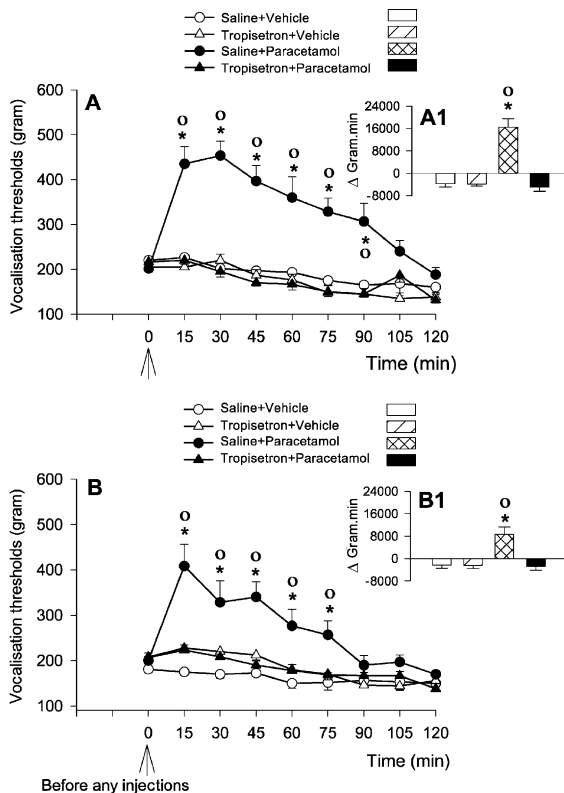 Saline+Vehicle
Tropisetron+Vehicle
Saline+Paracetamol
Tropisetron+Paracetamol
A
A1
Vocalisation thresholds (gram)
600
500
400
300
200
100
o
*
o
*
o
*
o
*
o
*
*
o
Δ Gram.min
24000
16000
8000
0
-8000
o
*
0 15 30 45 60 75 90 105 120
Time (min)
Saline+Vehicle
Tropisetron+Vehicle
Saline+Paracetamol
Tropisetron+Paracetamol
B
B1
Vocalisation thresholds (gram)
600
500
400
300
200
100
o
*
o
*
o
*
o
*
o
*
Δ Gram.min
24000
16000
8000
0
-8000
o
*
0 15 30 45 60 75 90 105 120
Time (min)
Before any injections